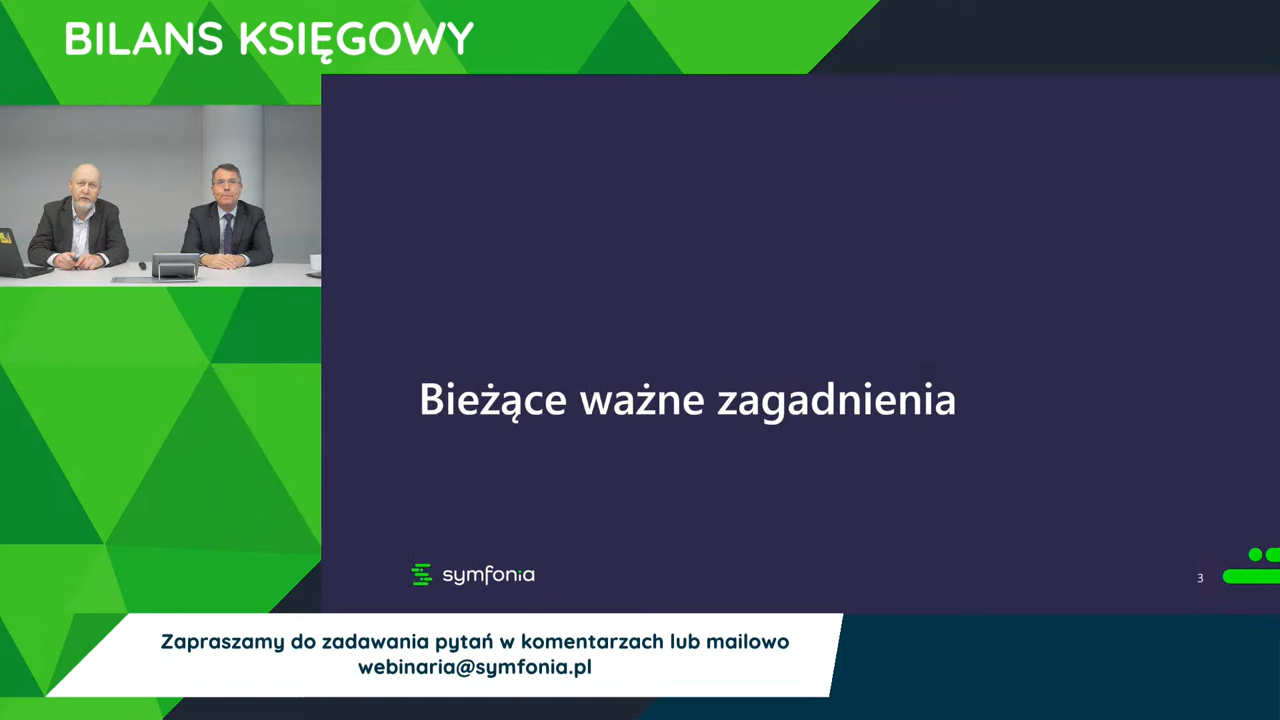 BILANS KSIĘGOWY
Bieżące ważne zagadnienia
symfonia
3
Zapraszamy do zadawania pytań w komentarzach lub mailowo
webinaria@symfonia.pl